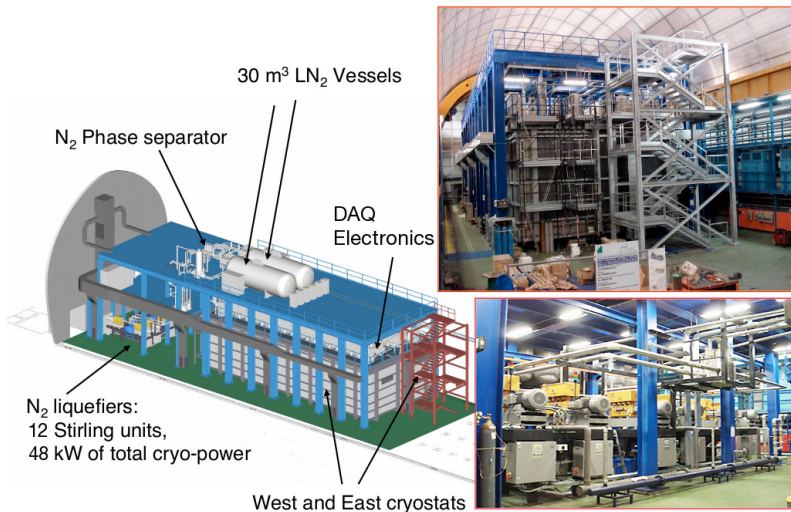 30 m³ LN₂ Vessels
N₂ Phase separator
DAQ
Electronics
N₂ liquefiers:
12 Stirling units,
48 kW of total cryo-power
West and East cryostats